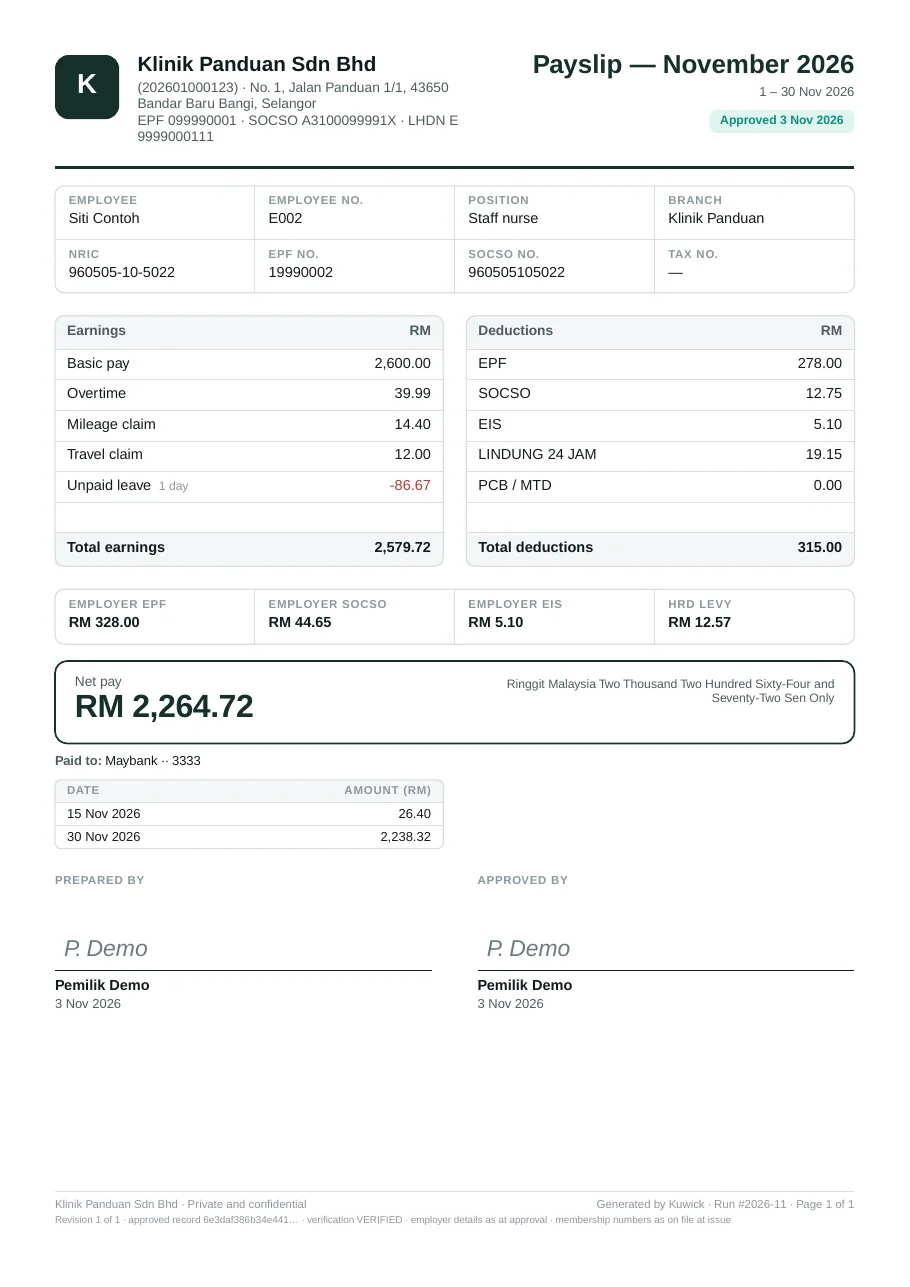 K
Klinik Panduan Sdn Bhd
(202601000123) · No. 1, Jalan Panduan 1/1, 43650
Bandar Baru Bangi, Selangor
EPF 099990001 · SOCSO A3100099991X · LHDN E
9999000111
Payslip — November 2026
1 – 30 Nov 2026
Approved 3 Nov 2026
EMPLOYEE EMPLOYEE NO. POSITION BRANCH
Siti Contoh E002 Staff nurse Klinik Panduan
NRIC EPF NO. SOCSO NO. TAX NO.
960505-10-5022 19990002 960505105022 —
Earnings RM
Basic pay 2,600.00
Overtime 39.99
Mileage claim 14.40
Travel claim 12.00
Unpaid leave 1 day -86.67
Total earnings 2,579.72
Deductions RM
EPF 278.00
SOCSO 12.75
EIS 5.10
LINDUNG 24 JAM 19.15
PCB / MTD 0.00
Total deductions 315.00
EMPLOYER EPF EMPLOYER SOCSO EMPLOYER EIS HRD LEVY
RM 328.00 RM 44.65 RM 5.10 RM 12.57
Net pay
RM 2,264.72
Ringgit Malaysia Two Thousand Two Hundred Sixty-Four and
Seventy-Two Sen Only
Paid to: Maybank ·· 3333
DATE AMOUNT (RM)
15 Nov 2026 26.40
30 Nov 2026 2,238.32
PREPARED BY APPROVED BY
P. Demo P. Demo
Pemilik Demo Pemilik Demo
3 Nov 2026 3 Nov 2026
Klinik Panduan Sdn Bhd · Private and confidential Generated by Kuwick · Run #2026-11 · Page 1 of 1
Revision 1 of 1 · approved record 6e3daf386b34e441… · verification VERIFIED · employer details as at approval · membership numbers as on file at issue